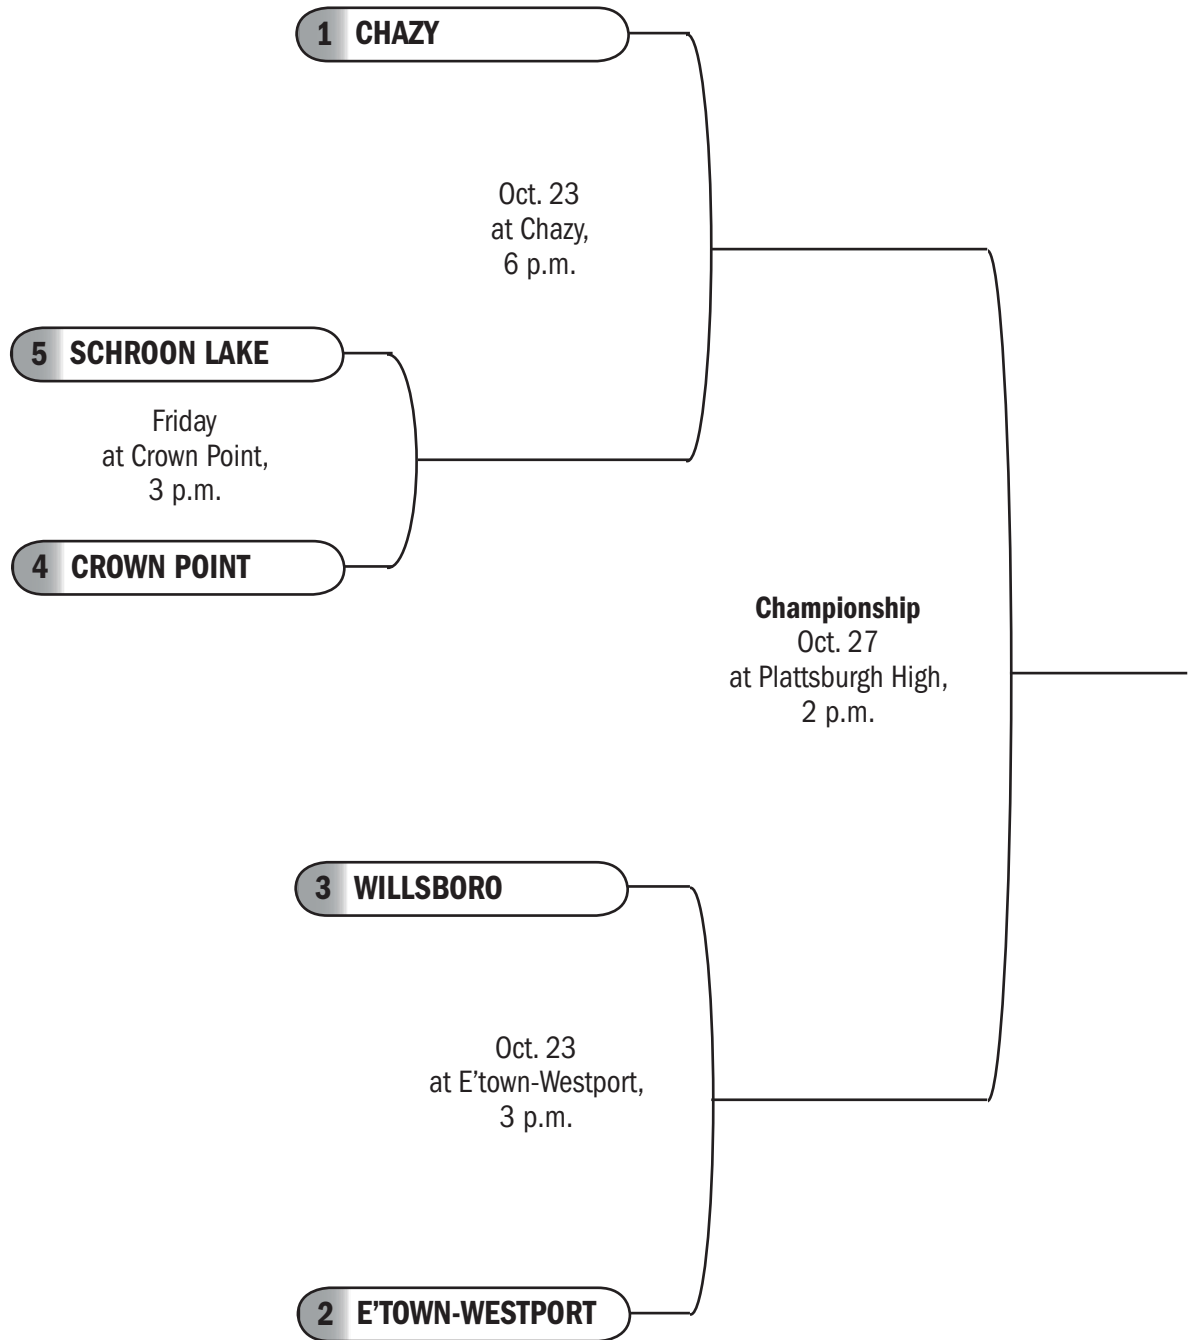 1 CHAZY
Oct. 23
at Chazy,
6 p.m.
5 SCHROON LAKE
Friday
at Crown Point,
3 p.m.
4 CROWN POINT
Championship
Oct. 27
at Plattsburgh High,
2 p.m.
3 WILLSBORO
Oct. 23
at E’town-Westport,
3 p.m.
2 E’TOWN-WESTPORT